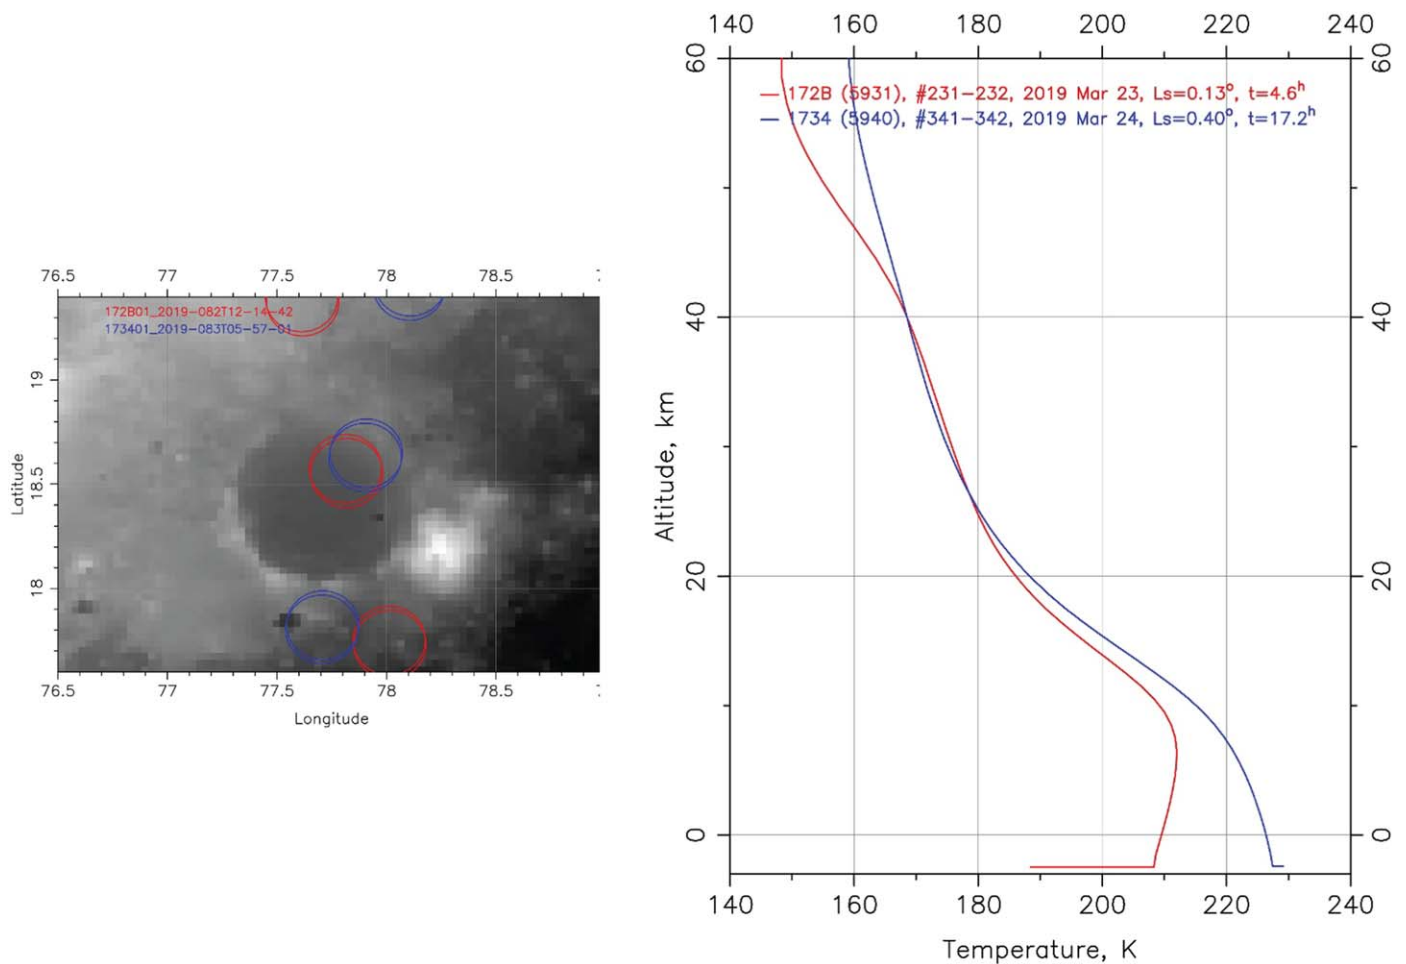 140 160 180 200 220 240
60 60
172B (5931), #231-232, 2019 Mar 23, Ls=0.13°, t=4.6ʰ
1734 (5940), #341-342, 2019 Mar 24, Ls=0.40°, t=17.2ʰ
76.5 77 77.5 78 78.5
172B01_2019-082T12-14-42
173401_2019-083T05-57-01
40 40
19
Latitude
18.5
Altitude, km
18
20 20
76.5 77 77.5 78 78.5
Longitude
0 0
140 160 180 200 220 240
Temperature, K